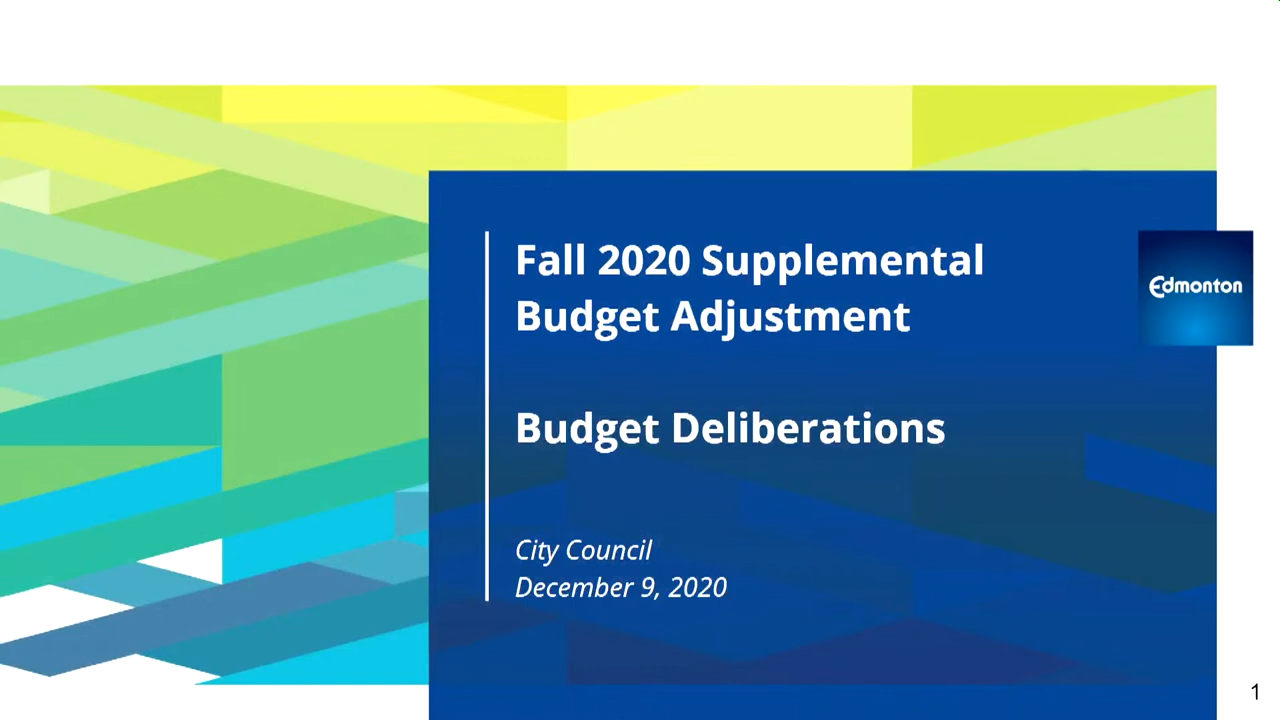 Fall 2020 Supplemental
Budget Adjustment
Edmonton
Budget Deliberations
City Council
December 9, 2020
1